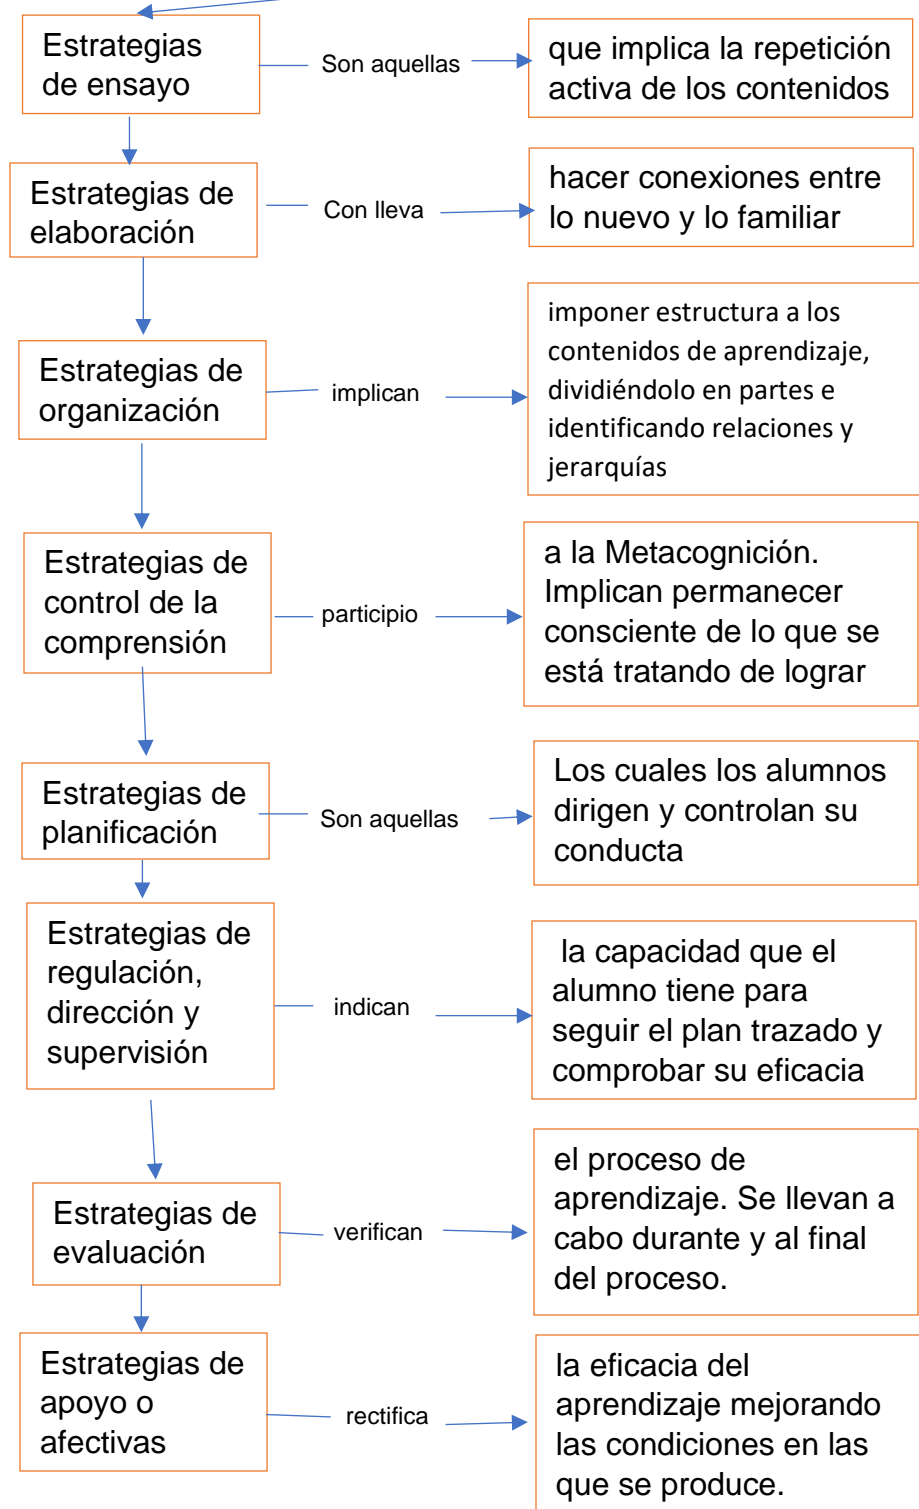 Estrategias
de ensayo
Son aquellas
que implica la repetición
activa de los contenidos
Estrategias de
elaboración
Con lleva
hacer conexiones entre
lo nuevo y lo familiar
Estrategias de
organización
implican
imponer estructura a los
contenidos de aprendizaje,
dividiéndolo en partes e
identificando relaciones y
jerarquías
Estrategias de
control de la
comprensión
participio
a la Metacognición.
Implican permanecer
consciente de lo que se
está tratando de lograr
Estrategias de
planificación
Son aquellas
Los cuales los alumnos
dirigen y controlan su
conducta
Estrategias de
regulación,
dirección y
supervisión
indican
la capacidad que el
alumno tiene para
seguir el plan trazado y
comprobar su eficacia
Estrategias de
evaluación
verifican
el proceso de
aprendizaje. Se llevan a
cabo durante y al final
del proceso.
Estrategias de
apoyo o
afectivas
rectifica
la eficacia del
aprendizaje mejorando
las condiciones en las
que se produce.